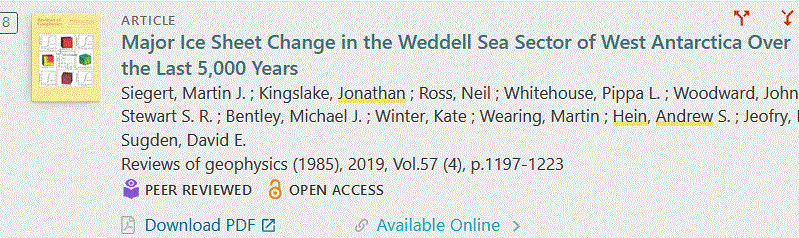 8
ARTICLE
Major Ice Sheet Change in the Weddell Sea Sector of West Antarctica Over
the Last 5,000 Years
Siegert, Martin J. ; Kingslake, Jonathan ; Ross, Neil ; Whitehouse, Pippa L. ; Woodward, John
Stewart S. R. ; Bentley, Michael J. ; Winter, Kate ; Wearing, Martin ; Hein, Andrew S. ; Jeofry,
Sugden, David E.
Reviews of geophysics (1985), 2019, Vol.57 (4), p.1197-1223
PEER REVIEWED OPEN ACCESS
Download PDF Available Online